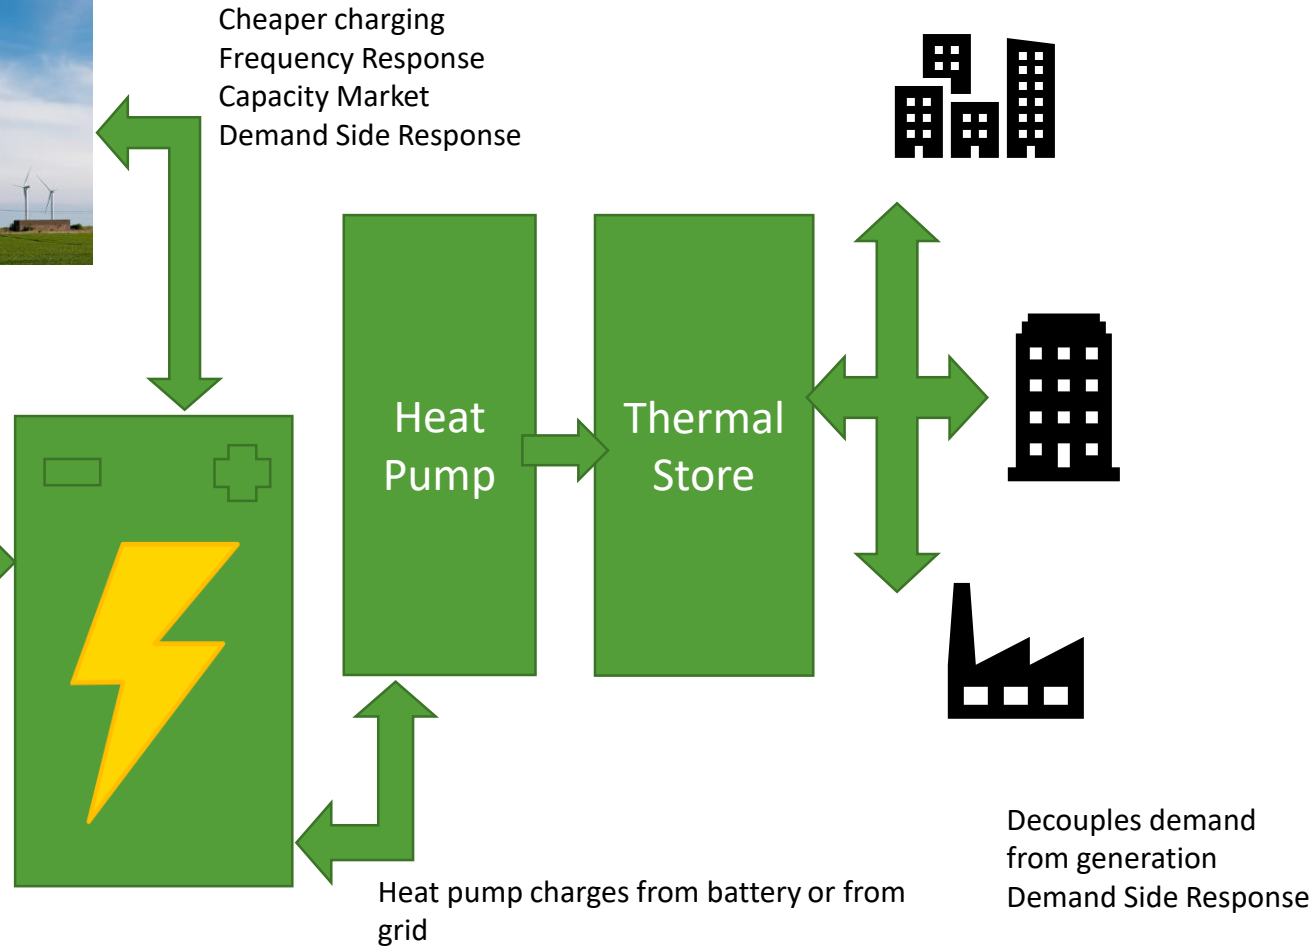 Cheaper charging
Frequency Response
Capacity Market
Demand Side Response
Heat
Pump
Thermal
Store
Heat pump charges from battery or from
grid
Decouples demand
from generation
Demand Side Response